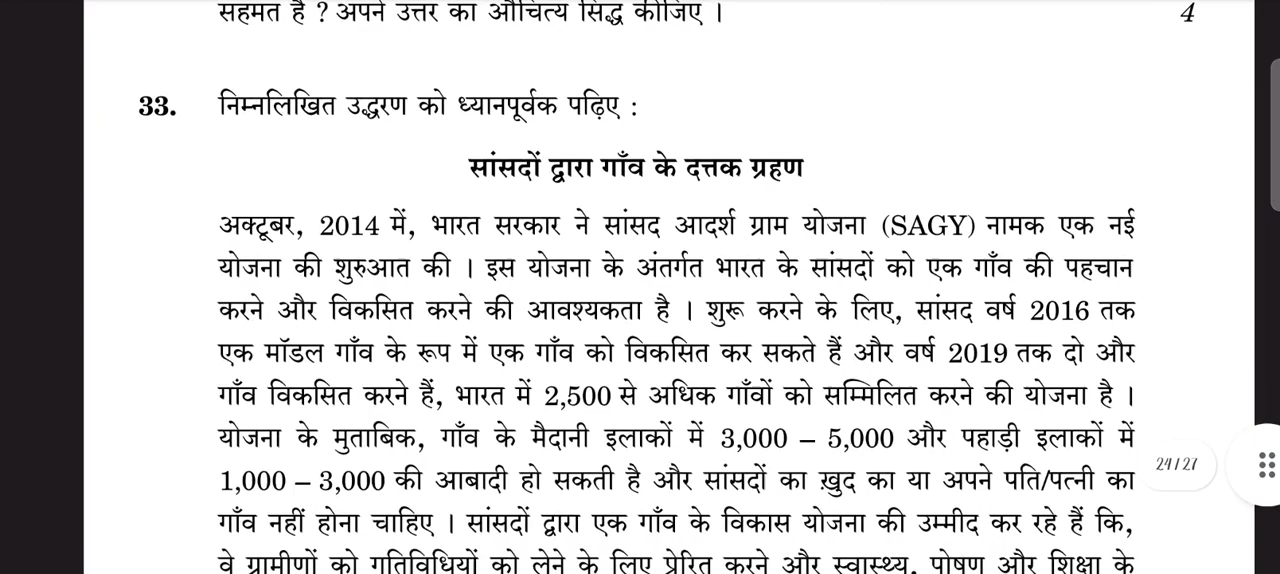 सहमत हैं ? अपने उत्तर का औचित्य सिद्ध कीजिए ।
4
33. निम्नलिखित उद्धरण को ध्यानपूर्वक पढ़िए :
सांसदों द्वारा गाँव के दत्तक ग्रहण
अक्टूबर, 2014 में, भारत सरकार ने सांसद आदर्श ग्राम योजना (SAGY) नामक एक नई
योजना की शुरुआत की । इस योजना के अंतर्गत भारत के सांसदों को एक गाँव की पहचान
करने और विकसित करने की आवश्यकता है । शुरू करने के लिए, सांसद वर्ष 2016 तक
एक मॉडल गाँव के रूप में एक गाँव को विकसित कर सकते हैं और वर्ष 2019 तक दो और
गाँव विकसित करने हैं, भारत में 2,500 से अधिक गाँवों को सम्मिलित करने की योजना है ।
योजना के मुताबिक, गाँव के मैदानी इलाकों में 3,000 – 5,000 और पहाड़ी इलाकों में
24/27
1,000 – 3,000 की आबादी हो सकती है और सांसदों का ख़ुद का या अपने पति/पत्नी का
गाँव नहीं होना चाहिए । सांसदों द्वारा एक गाँव के विकास योजना की उम्मीद कर रहे हैं कि,
वे ग्रामीणों को गतिविधियों को लेने के लिए प्रेरित करने और स्वास्थ्य, पोषण और शिक्षा के